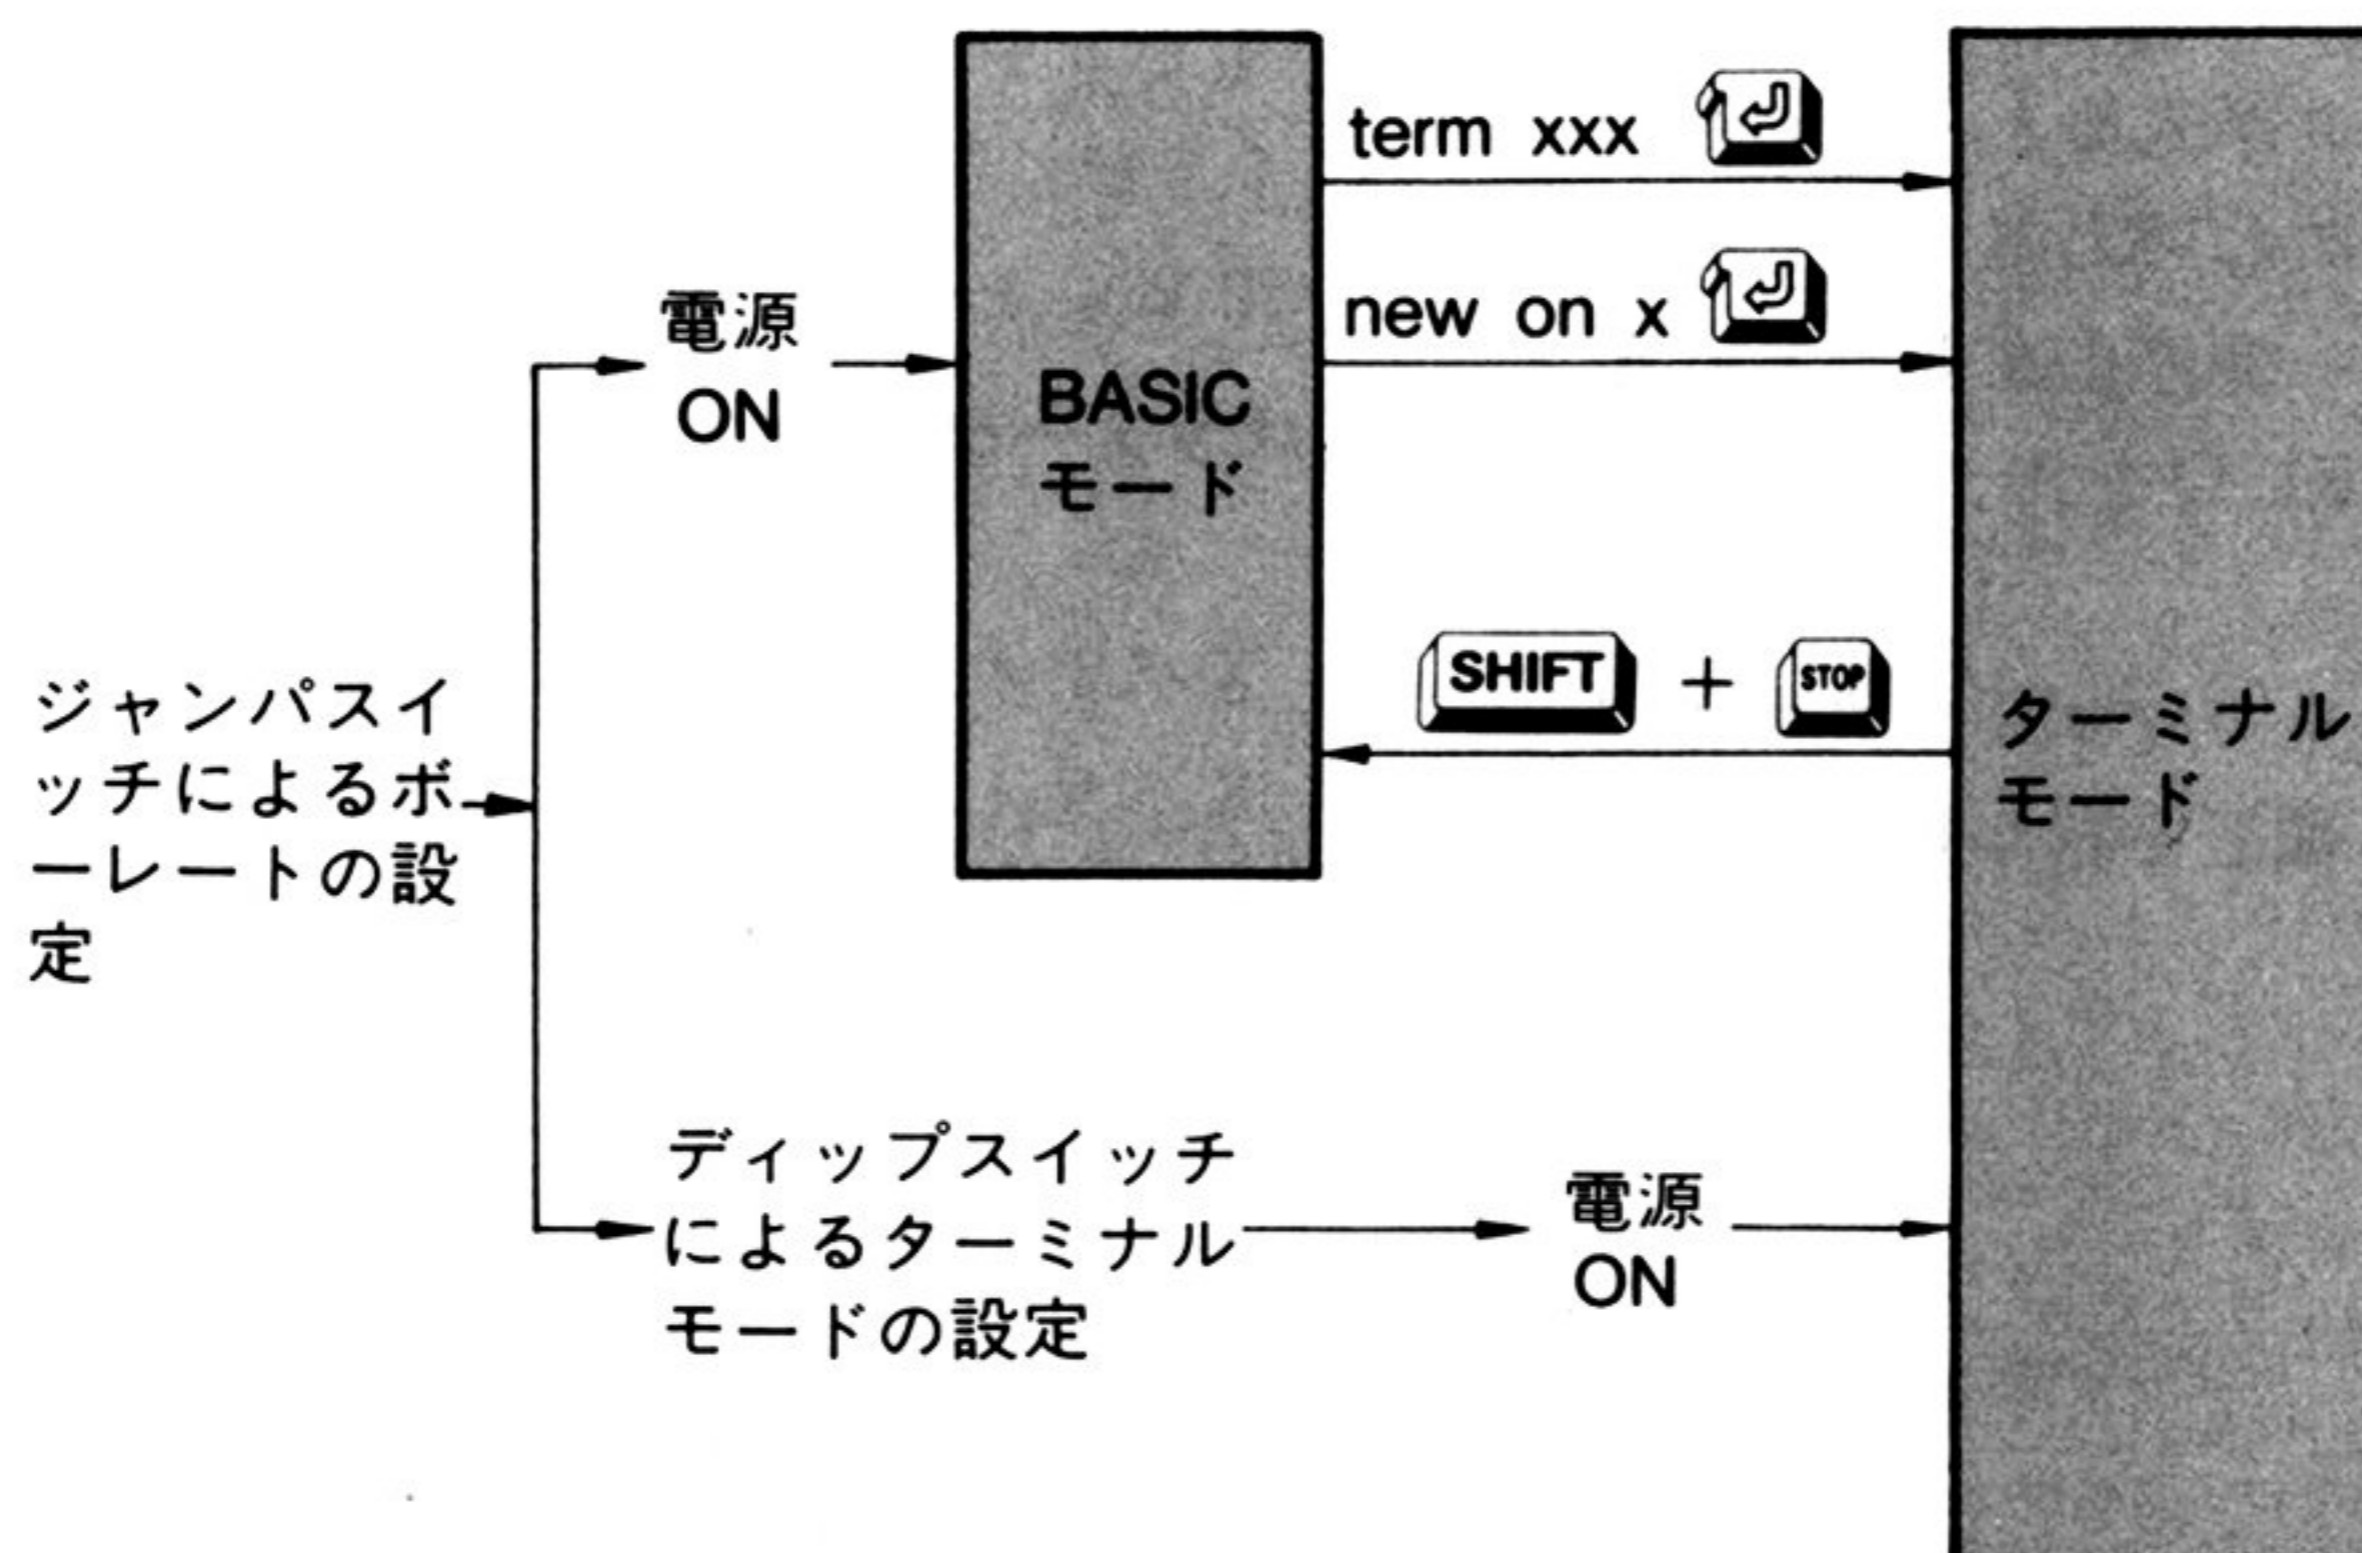 term xxx
new on x
電源
ON
BASIC
モード
SHIFT + STOP
ジャンパスイ
ッチによるボ
ーレートの設
定
ターミナル
モード
ディップスイッチ
によるターミナル
モードの設定
電源
ON